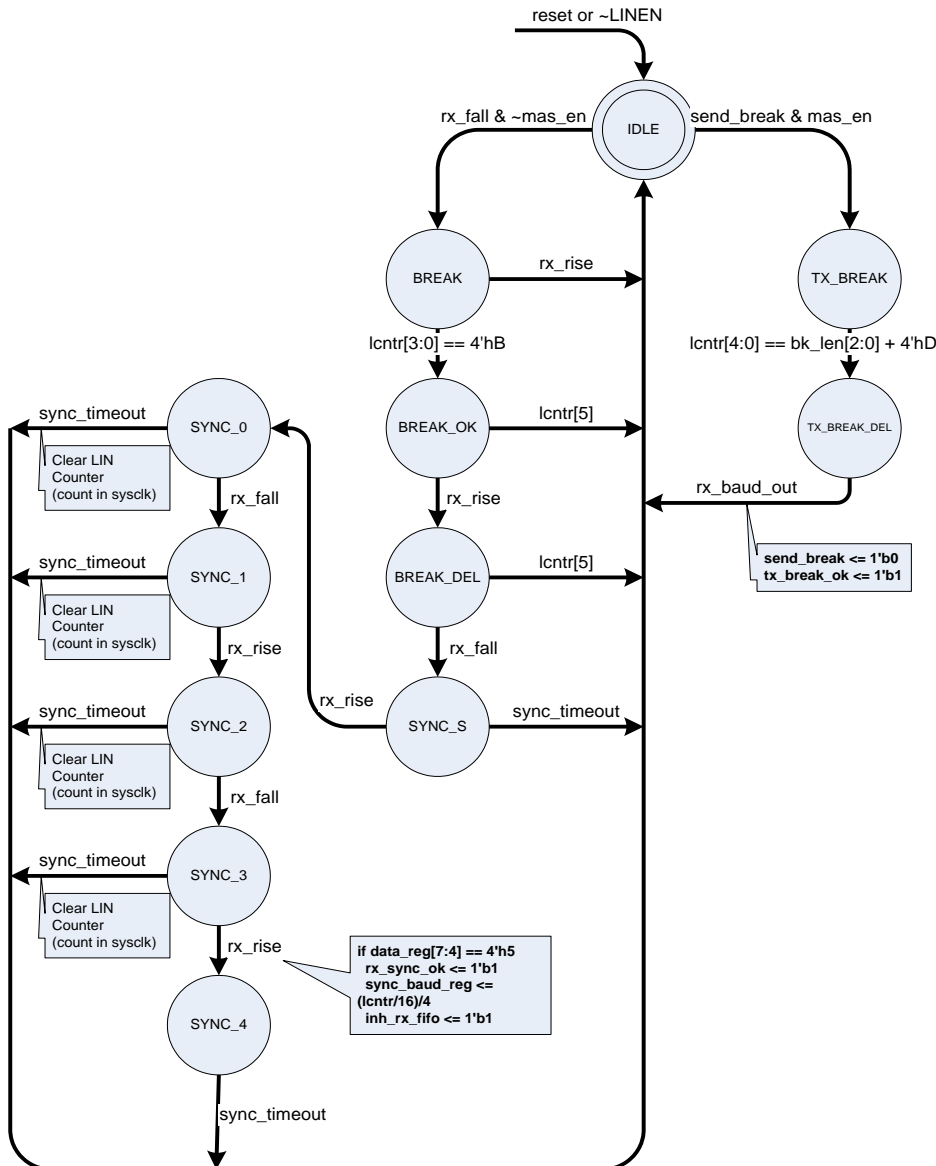 reset or ~LINEN
rx_fall & ~mas_en
IDLE
send_break & mas_en
BREAK
rx_rise
TX_BREAK
lcntr[3:0] == 4'hB
lcntr[4:0] == bk_len[2:0] + 4'hD
sync_timeout
SYNC_0
BREAK_OK
lcntr[5]
TX_BREAK_DEL
Clear LIN
Counter
(count in sysclk)
rx_fall
rx_rise
rx_baud_out
sync_timeout
SYNC_1
BREAK_DEL
lcntr[5]
send_break <= 1'b0
tx_break_ok <= 1'b1
Clear LIN
Counter
(count in sysclk)
rx_rise
rx_fall
sync_timeout
SYNC_2
rx_rise
SYNC_S
sync_timeout
Clear LIN
Counter
(count in sysclk)
rx_fall
sync_timeout
SYNC_3
Clear LIN
Counter
(count in sysclk)
rx_rise
if data_reg[7:4] == 4'h5
rx_sync_ok <= 1'b1
sync_baud_reg <=
(lcntr/16)/4
inh_rx_fifo <= 1'b1
SYNC_4
sync_timeout